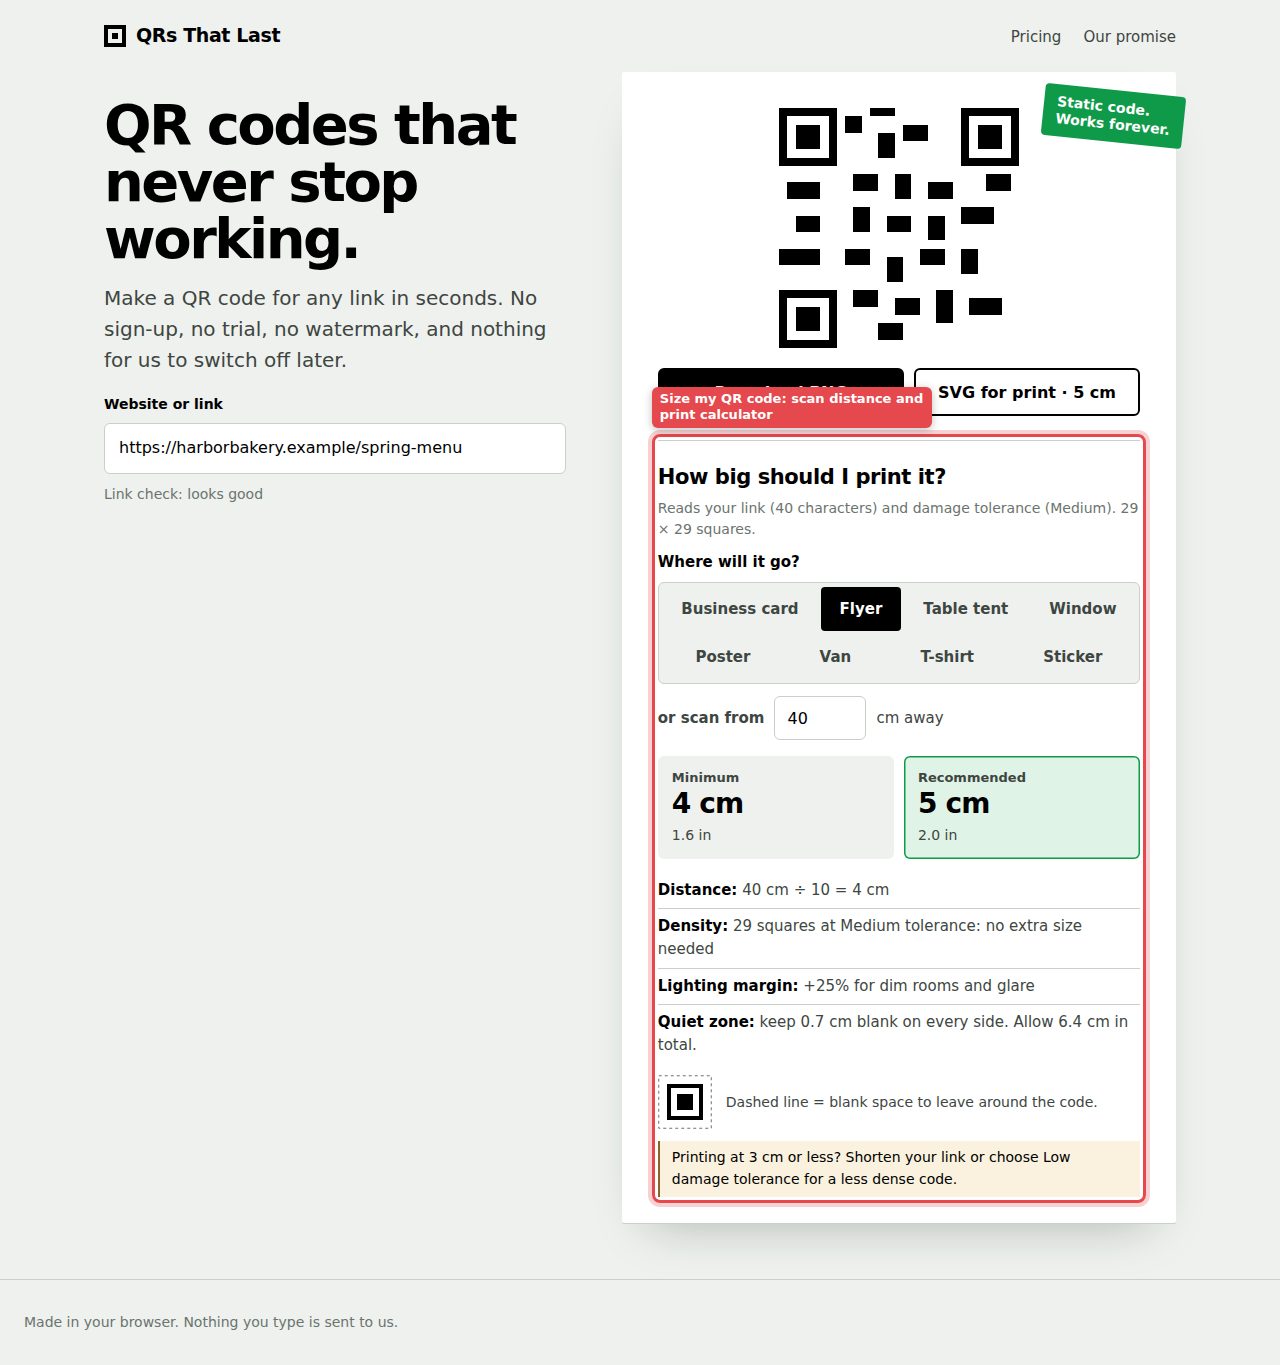 QRs That Last
Pricing
Our promise
QR codes that
never stop
working.
Make a QR code for any link in seconds. No
sign-up, no trial, no watermark, and nothing
for us to switch off later.
Website or link
https://harborbakery.example/spring-menu
Link check: looks good
Static code.
Works forever.
SVG for print · 5 cm
Size my QR code: scan distance and
print calculator
How big should I print it?
Reads your link (40 characters) and damage tolerance (Medium). 29
× 29 squares.
Where will it go?
Business card
Flyer
Table tent
Window
Poster
Van
T-shirt
Sticker
or scan from 40 cm away
Minimum
4 cm
1.6 in
Recommended
5 cm
2.0 in
Distance: 40 cm ÷ 10 = 4 cm
Density: 29 squares at Medium tolerance: no extra size
needed
Lighting margin: +25% for dim rooms and glare
Quiet zone: keep 0.7 cm blank on every side. Allow 6.4 cm in
total.
Dashed line = blank space to leave around the code.
Printing at 3 cm or less? Shorten your link or choose Low
damage tolerance for a less dense code.
Made in your browser. Nothing you type is sent to us.